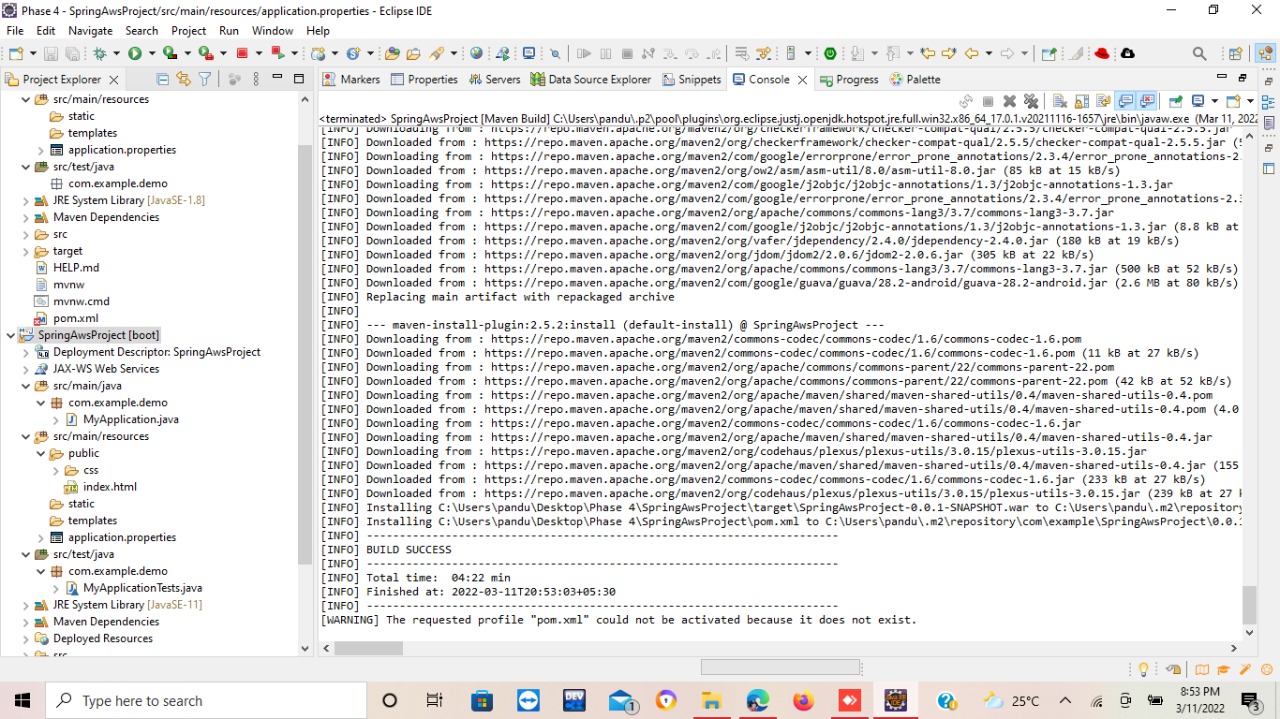 Phase 4 - SpringAwsProject/src/main/resources/application.properties - Eclipse IDE
File Edit Navigate Search Project Run Window Help
Project Explorer
src/main/resources
static
templates
application.properties
src/test/java
com.example.demo
JRE System Library [JavaSE-1.8]
Maven Dependencies
src
target
HELP.md
mvnw
mvnw.cmd
pom.xml
SpringAwsProject [boot]
Deployment Descriptor: SpringAwsProject
JAX-WS Web Services
src/main/java
com.example.demo
MyApplication.java
src/main/resources
public
css
index.html
static
templates
application.properties
src/test/java
com.example.demo
MyApplicationTests.java
JRE System Library [JavaSE-11]
Maven Dependencies
Deployed Resources
src
Markers Properties Servers Data Source Explorer Snippets Console Progress Palette
<terminated> SpringAwsProject [Maven Build] C:\Users\pandu\.p2\pool\plugins\org.eclipse.justj.openjdk.hotspot.jre.full.win32.x86_64_17.0.1.v20211116-1657\jre\bin\javaw.exe (Mar 11, 2022
[INFO] Downloading from : https://repo.maven.apache.org/maven2/org/checkerframework/checker-compat-qual/2.5.5/checker-compat-qual-2.5.5.jar
[INFO] Downloaded from : https://repo.maven.apache.org/maven2/org/checkerframework/checker-compat-qual/2.5.5/checker-compat-qual-2.5.5.jar (5
[INFO] Downloading from : https://repo.maven.apache.org/maven2/com/google/errorprone/error_prone_annotations/2.3.4/error_prone_annotations-2.
[INFO] Downloaded from : https://repo.maven.apache.org/maven2/org/ow2/asm/asm-util/8.0/asm-util-8.0.jar (85 kB at 15 kB/s)
[INFO] Downloading from : https://repo.maven.apache.org/maven2/com/google/j2objc/j2objc-annotations/1.3/j2objc-annotations-1.3.jar
[INFO] Downloaded from : https://repo.maven.apache.org/maven2/com/google/errorprone/error_prone_annotations/2.3.4/error_prone_annotations-2.3
[INFO] Downloading from : https://repo.maven.apache.org/maven2/org/apache/commons/commons-lang3/3.7/commons-lang3-3.7.jar
[INFO] Downloaded from : https://repo.maven.apache.org/maven2/com/google/j2objc/j2objc-annotations/1.3/j2objc-annotations-1.3.jar (8.8 kB at
[INFO] Downloaded from : https://repo.maven.apache.org/maven2/org/vafer/jdependency/2.4.0/jdependency-2.4.0.jar (180 kB at 19 kB/s)
[INFO] Downloaded from : https://repo.maven.apache.org/maven2/org/jdom/jdom2/2.0.6/jdom2-2.0.6.jar (305 kB at 22 kB/s)
[INFO] Downloaded from : https://repo.maven.apache.org/maven2/org/apache/commons/commons-lang3/3.7/commons-lang3-3.7.jar (500 kB at 52 kB/s)
[INFO] Downloaded from : https://repo.maven.apache.org/maven2/com/google/guava/guava/28.2-android/guava-28.2-android.jar (2.6 MB at 80 kB/s)
[INFO] Replacing main artifact with repackaged archive
[INFO]
[INFO] --- maven-install-plugin:2.5.2:install (default-install) @ SpringAwsProject ---
[INFO] Downloading from : https://repo.maven.apache.org/maven2/commons-codec/commons-codec/1.6/commons-codec-1.6.pom
[INFO] Downloaded from : https://repo.maven.apache.org/maven2/commons-codec/commons-codec/1.6/commons-codec-1.6.pom (11 kB at 27 kB/s)
[INFO] Downloading from : https://repo.maven.apache.org/maven2/org/apache/commons/commons-parent/22/commons-parent-22.pom
[INFO] Downloaded from : https://repo.maven.apache.org/maven2/org/apache/commons/commons-parent/22/commons-parent-22.pom (42 kB at 52 kB/s)
[INFO] Downloading from : https://repo.maven.apache.org/maven2/org/apache/maven/shared/maven-shared-utils/0.4/maven-shared-utils-0.4.pom
[INFO] Downloaded from : https://repo.maven.apache.org/maven2/org/apache/maven/shared/maven-shared-utils/0.4/maven-shared-utils-0.4.pom (4.0
[INFO] Downloading from : https://repo.maven.apache.org/maven2/commons-codec/commons-codec/1.6/commons-codec-1.6.jar
[INFO] Downloading from : https://repo.maven.apache.org/maven2/org/apache/maven/shared/maven-shared-utils/0.4/maven-shared-utils-0.4.jar
[INFO] Downloading from : https://repo.maven.apache.org/maven2/org/codehaus/plexus/plexus-utils/3.0.15/plexus-utils-3.0.15.jar
[INFO] Downloaded from : https://repo.maven.apache.org/maven2/org/apache/maven/shared/maven-shared-utils/0.4/maven-shared-utils-0.4.jar (155
[INFO] Downloaded from : https://repo.maven.apache.org/maven2/commons-codec/commons-codec/1.6/commons-codec-1.6.jar (233 kB at 27 kB/s)
[INFO] Downloaded from : https://repo.maven.apache.org/maven2/org/codehaus/plexus/plexus-utils/3.0.15/plexus-utils-3.0.15.jar (239 kB at 27 k
[INFO] Installing C:\Users\pandu\Desktop\Phase 4\SpringAwsProject\target\SpringAwsProject-0.0.1-SNAPSHOT.war to C:\Users\pandu\.m2\repository
[INFO] Installing C:\Users\pandu\Desktop\Phase 4\SpringAwsProject\pom.xml to C:\Users\pandu\.m2\repository\com\example\SpringAwsProject\0.0.1
[INFO] ------------------------------------------------------------------------
[INFO] BUILD SUCCESS
[INFO] ------------------------------------------------------------------------
[INFO] Total time:  04:22 min
[INFO] Finished at: 2022-03-11T20:53:03+05:30
[INFO] ------------------------------------------------------------------------
[WARNING] The requested profile "pom.xml" could not be activated because it does not exist.
Type here to search
DEV
1
25°C
8:53 PM
3/11/2022
3